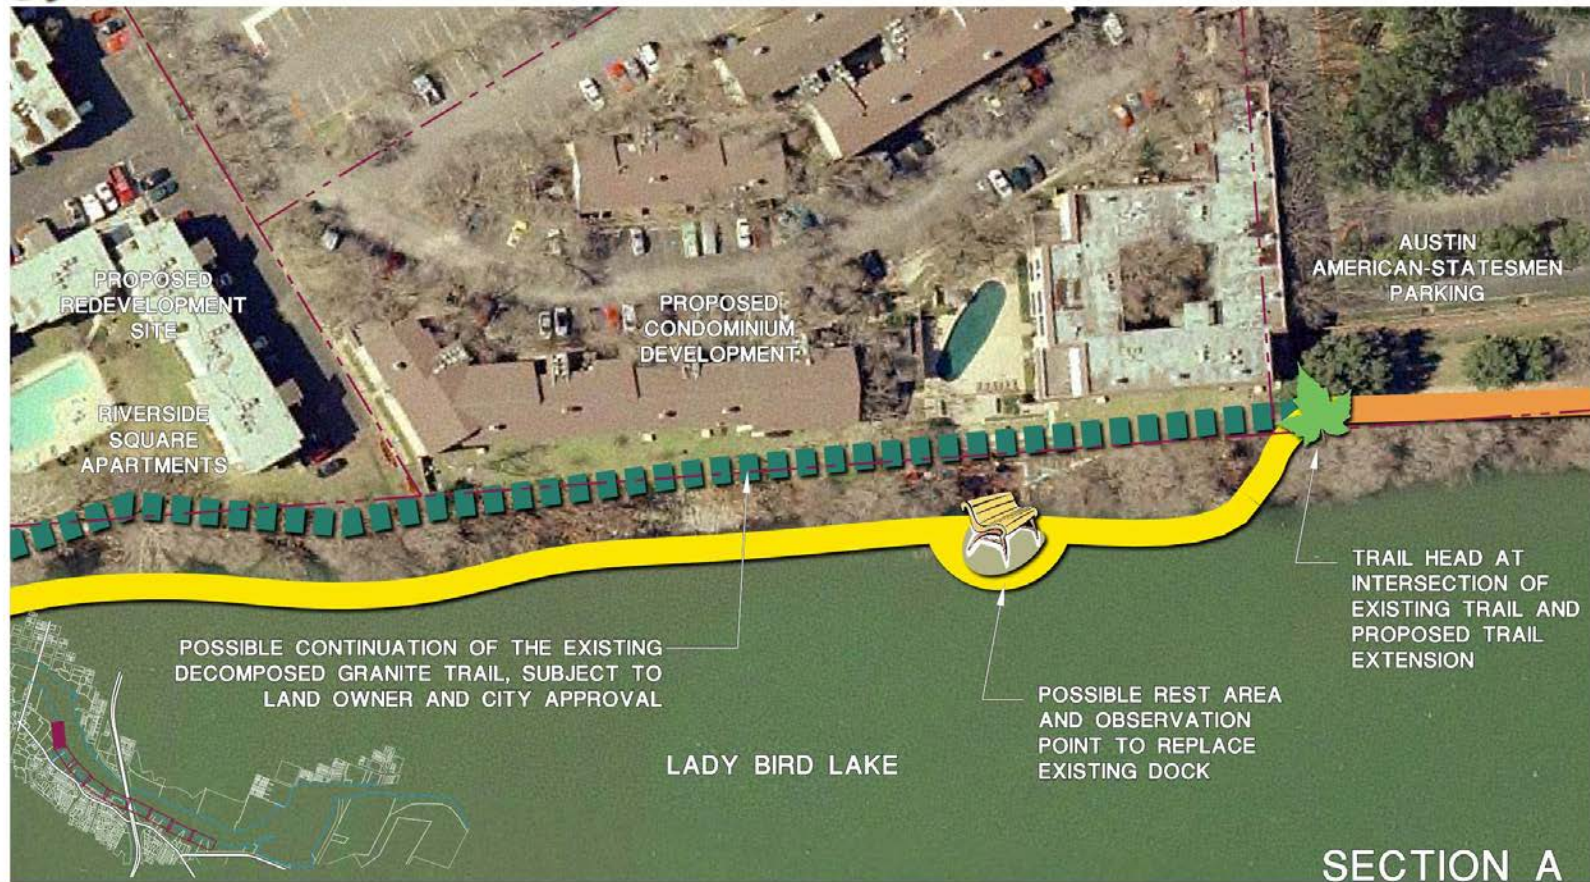 PROPOSED
REDEVELOPMENT
SITE
RIVERSIDE
SQUARE
APARTMENTS
PROPOSED
CONDOMINIUM
DEVELOPMENT
AUSTIN
AMERICAN-STATESMEN
PARKING
POSSIBLE CONTINUATION OF THE EXISTING
DECOMPOSED GRANITE TRAIL, SUBJECT TO
LAND OWNER AND CITY APPROVAL
TRAIL HEAD AT
INTERSECTION OF
EXISTING TRAIL AND
PROPOSED TRAIL
EXTENSION
POSSIBLE REST AREA
AND OBSERVATION
POINT TO REPLACE
EXISTING DOCK
LADY BIRD LAKE
SECTION A